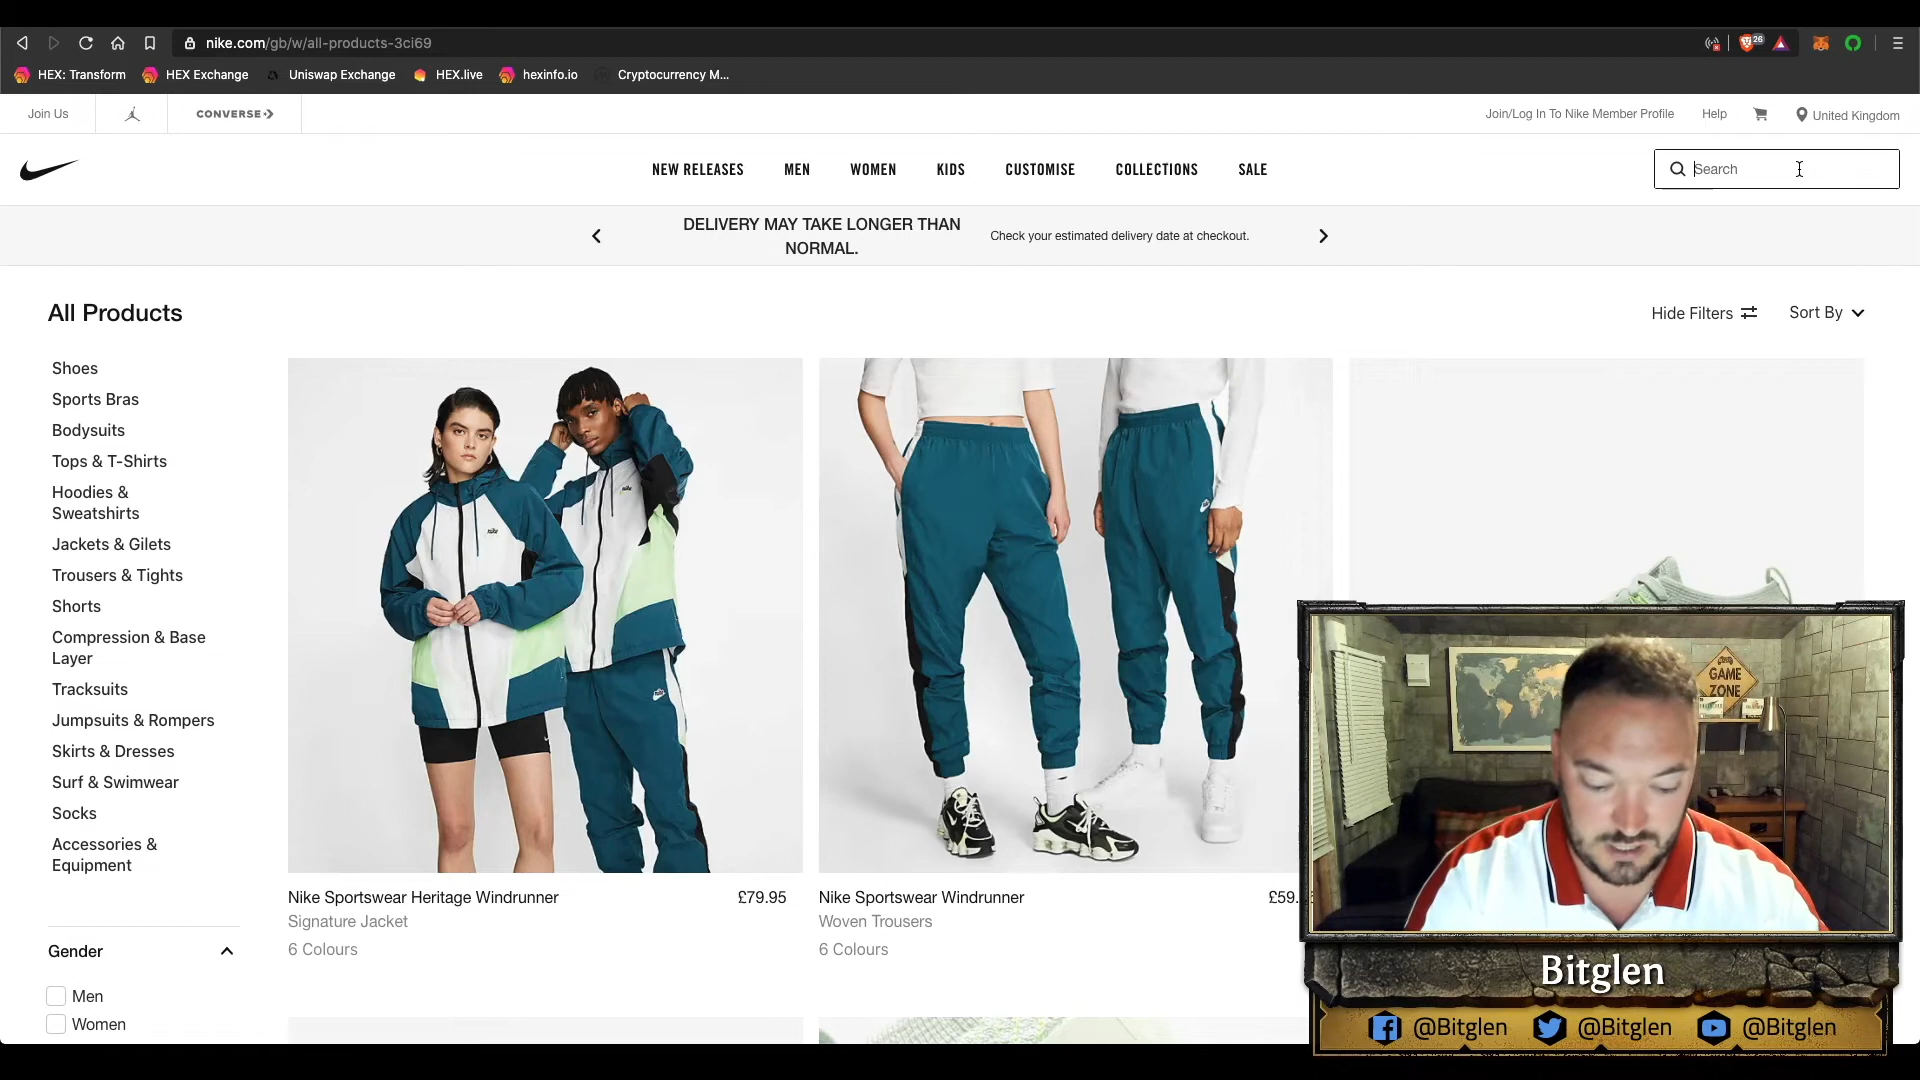 nike.com/gb/w/all-products-3ci69
26
HEX: Transform
HEX Exchange
Uniswap Exchange
HEX.live
hexinfo.io
Cryptocurrency M...
Join Us
CONVERSE
Join/Log In To Nike Member Profile
Help
United Kingdom
NEW RELEASES
MEN
WOMEN
KIDS
CUSTOMISE
COLLECTIONS
SALE
Search
DELIVERY MAY TAKE LONGER THAN
NORMAL.
Check your estimated delivery date at checkout.
All Products
Hide Filters
Sort By
Shoes
Sports Bras
Bodysuits
Tops & T-Shirts
Hoodies &
Sweatshirts
Jackets & Gilets
Trousers & Tights
Shorts
Compression & Base
Layer
Tracksuits
Jumpsuits & Rompers
Skirts & Dresses
Surf & Swimwear
Socks
Accessories &
Equipment
Gender
Men
Women
Nike Sportswear Heritage Windrunner
£79.95
Signature Jacket
6 Colours
Nike Sportswear Windrunner
£59.
Woven Trousers
6 Colours
GAME
ZONE
Bitglen
@Bitglen
@Bitglen
@Bitglen